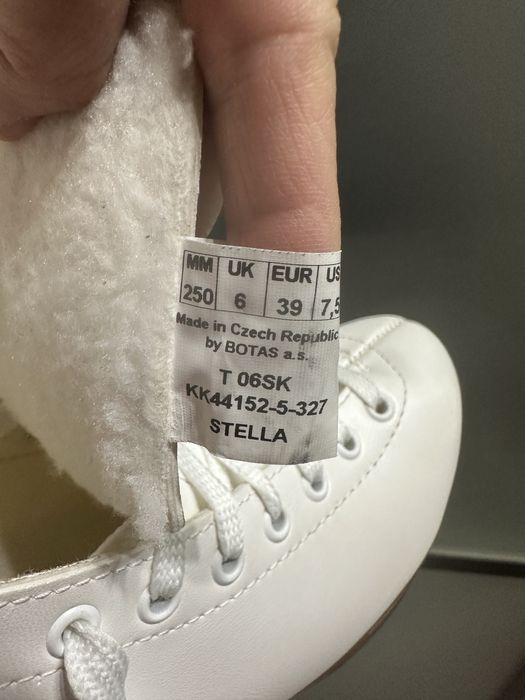 MM UK EUR US
250 6 39 7,5
Made in Czech Republic
by BOTAS a.s.
T 06SK
KK44152-5-327
STELLA